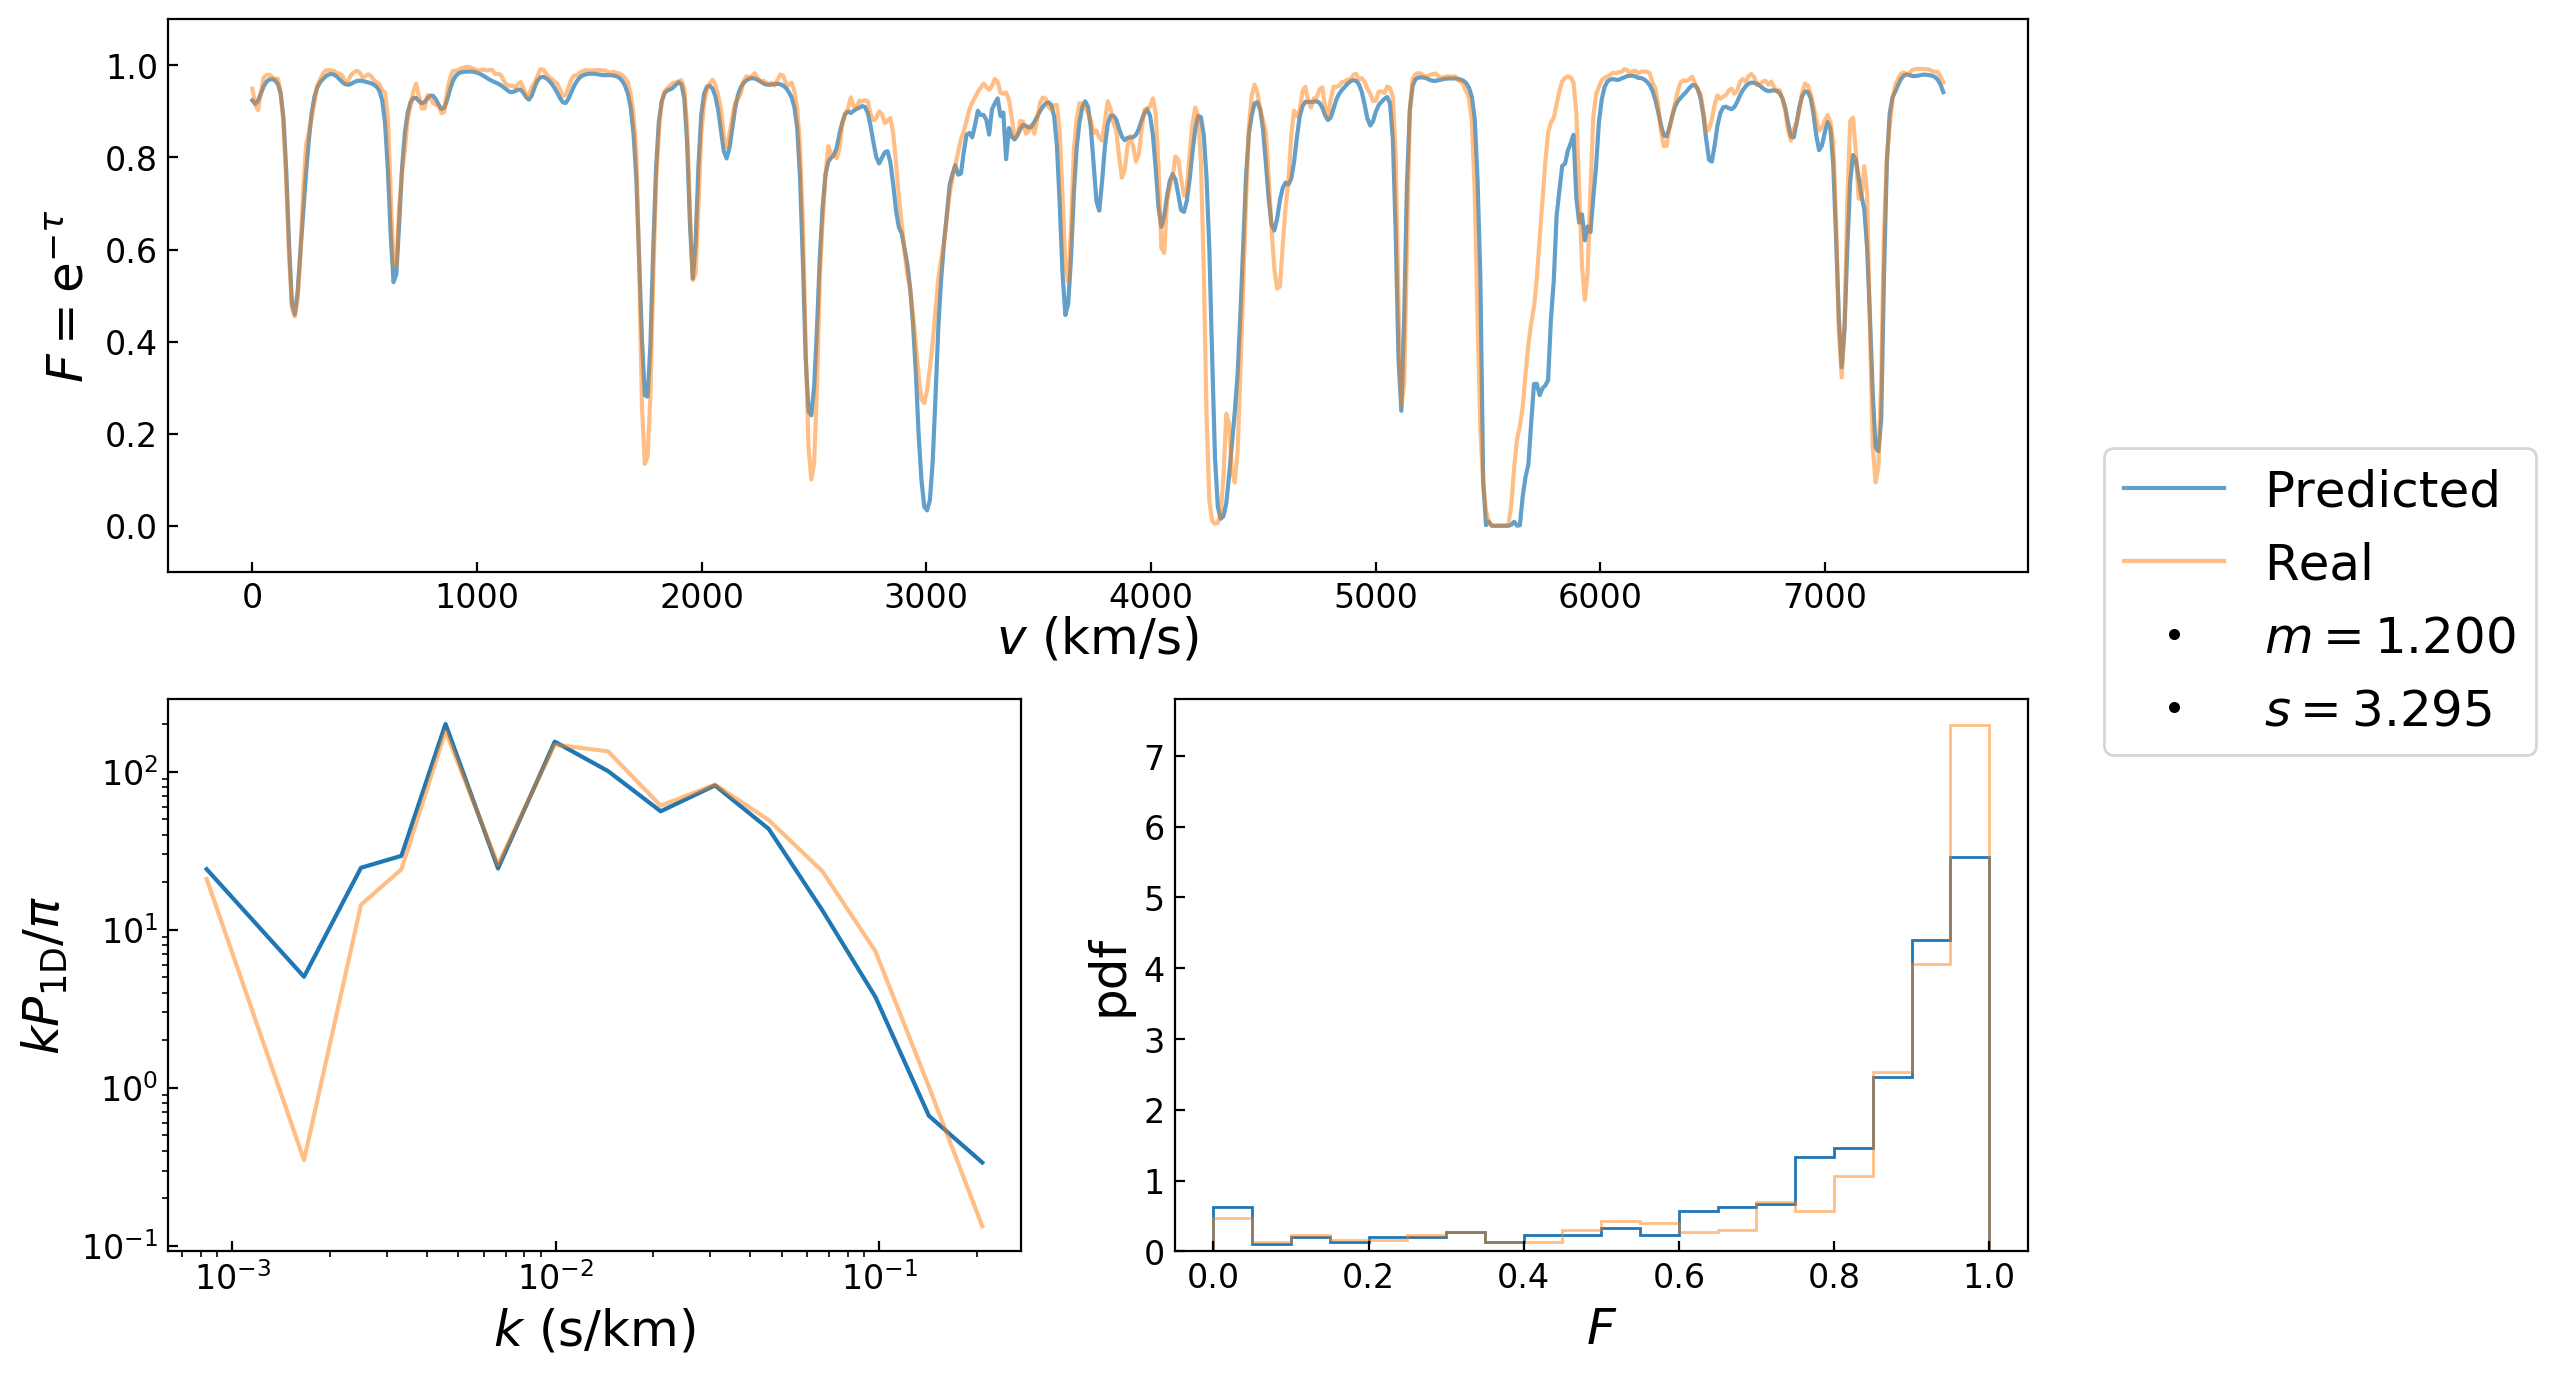 F = e^{-τ}
1.0
0.8
0.6
0.4
0.2
0.0
0 1000 2000 3000 4000 5000 6000 7000
v (km/s)
Predicted
Real
m = 1.200
s = 3.295
kP_{1D}/π
10^2
10^1
10^0
10^{-1}
10^{-3} 10^{-2} 10^{-1}
k (s/km)
pdf
7
6
5
4
3
2
1
0
0.0 0.2 0.4 0.6 0.8 1.0
F